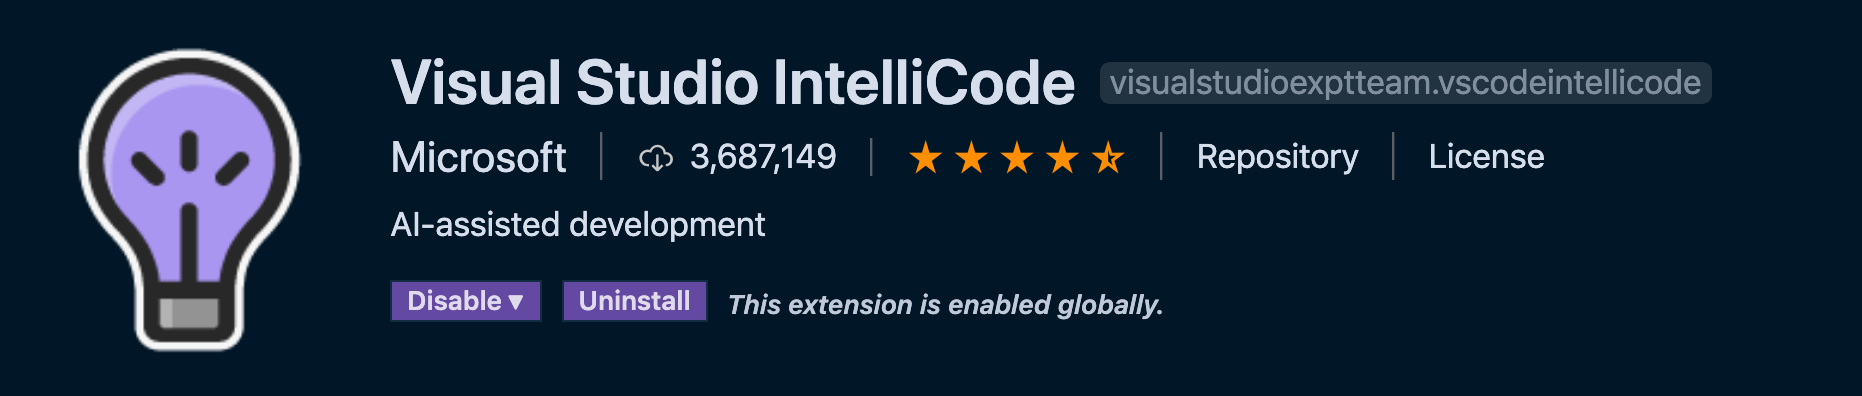 Visual Studio IntelliCode visualstudioexptteam.vscodeintellicode
Microsoft 3,687,149 Repository License
AI-assisted development
Disable ▼ Uninstall This extension is enabled globally.